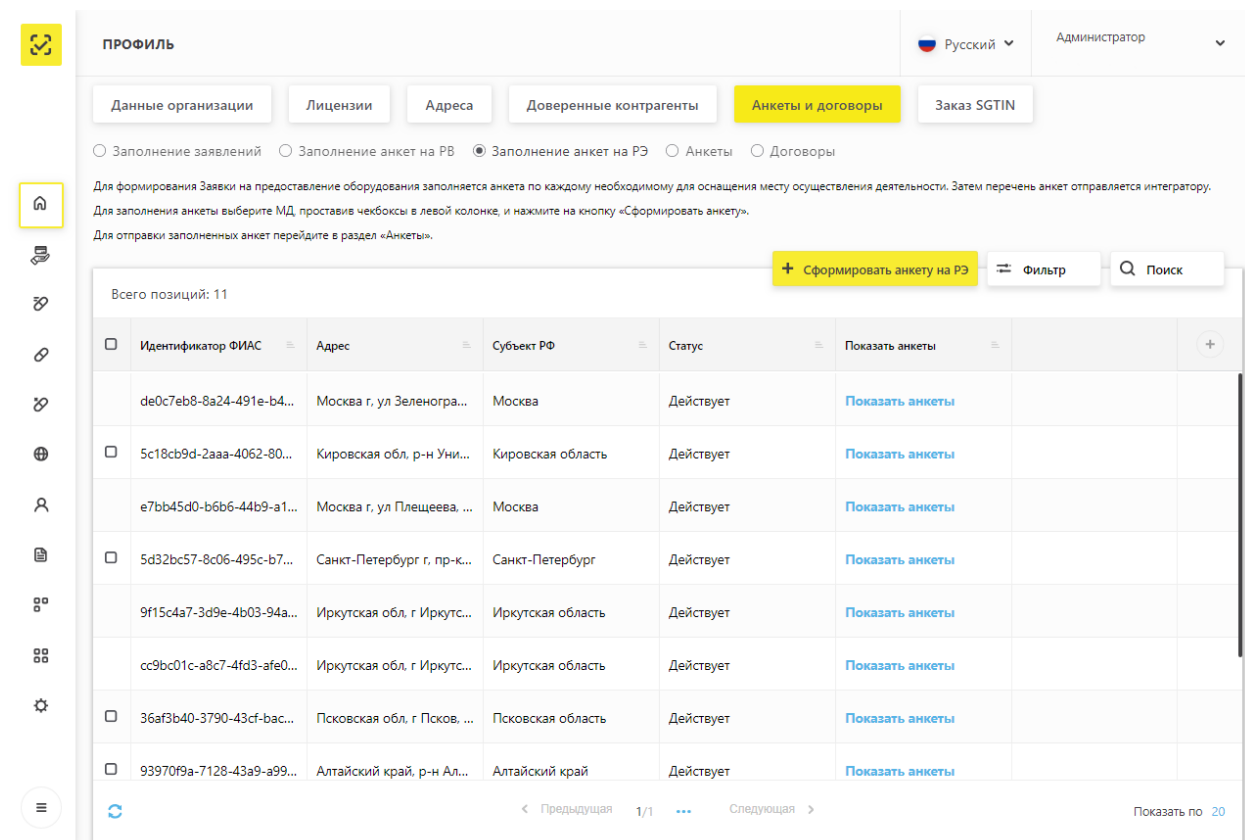 ПРОФИЛЬ
Русский
Администратор
Данные организации
Лицензии
Адреса
Доверенные контрагенты
Анкеты и договоры
Заказ SGTIN
Заполнение заявлений
Заполнение анкет на РВ
Заполнение анкет на РЭ
Анкеты
Договоры
Для формирования Заявки на предоставление оборудования заполняется анкета по каждому необходимому для оснащения месту осуществления деятельности. Затем перечень анкет отправляется интегратору.
Для заполнения анкеты выберите МД, проставив чекбоксы в левой колонке, и нажмите на кнопку «Сформировать анкету».
Для отправки заполненных анкет перейдите в раздел «Анкеты».
+ Сформировать анкету на РЭ
Фильтр
Поиск
Всего позиций: 11
Идентификатор ФИАС Адрес Субъект РФ Статус Показать анкеты +
de0c7eb8-8a24-491e-b4... Москва г, ул Зеленогра... Москва Действует Показать анкеты
5c18cb9d-2aaa-4062-80... Кировская обл, р-н Уни... Кировская область Действует Показать анкеты
e7bb45d0-b6b6-44b9-a1... Москва г, ул Плещеева, ... Москва Действует Показать анкеты
5d32bc57-8c06-495c-b7... Санкт-Петербург г, пр-к... Санкт-Петербург Действует Показать анкеты
9f15c4a7-3d9e-4b03-94a... Иркутская обл, г Иркутс... Иркутская область Действует Показать анкеты
cc9bc01c-a8c7-4fd3-afe0... Иркутская обл, г Иркутс... Иркутская область Действует Показать анкеты
36af3b40-3790-43cf-bac... Псковская обл, г Псков, ... Псковская область Действует Показать анкеты
93970f9a-7128-43a9-a99... Алтайский край, р-н Ал... Алтайский край Действует Показать анкеты
< Предыдущая 1/1 ... Следующая >
Показать по 20